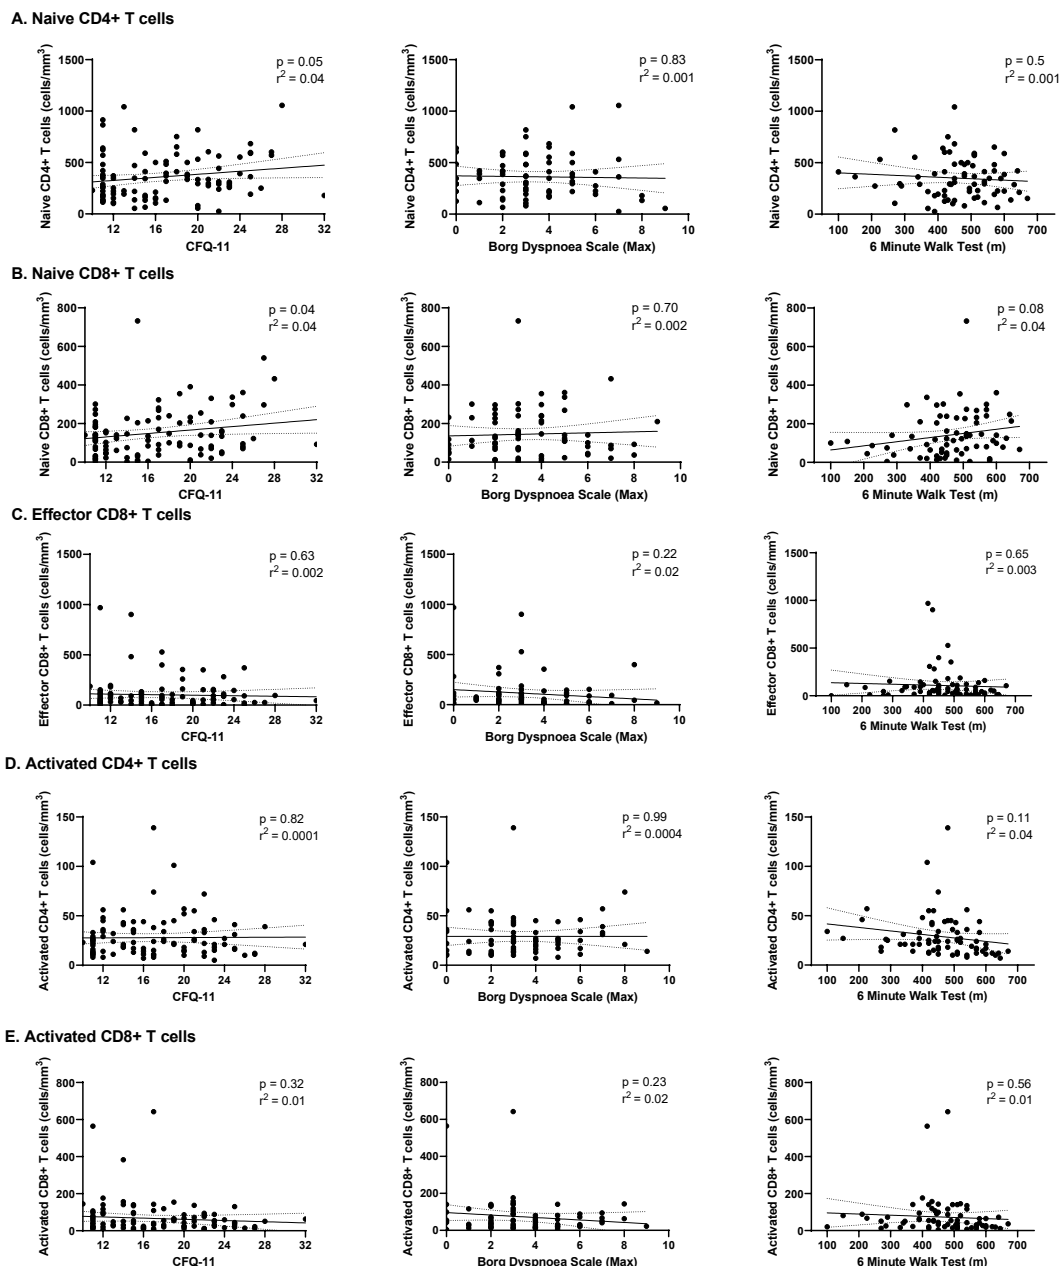 A. Naive CD4+ T cells
Naive CD4+ T cells (cells/mm³)
1500
1000
500
0
12 16 20 24 28 32
CFQ-11
p = 0.05
r² = 0.04
Naive CD4+ T cells (cells/mm³)
1500
1000
500
0
0 2 4 6 8 10
Borg Dyspnoea Scale (Max)
p = 0.83
r² = 0.001
Naive CD4+ T cells (cells/mm³)
1500
1000
500
0
0 100 200 300 400 500 600 700
6 Minute Walk Test (m)
p = 0.5
r² = 0.001
B. Naive CD8+ T cells
Naive CD8+ T cells (cells/mm³)
800
600
400
200
0
12 16 20 24 28 32
CFQ-11
p = 0.04
r² = 0.04
Naive CD8+ T cells (cells/mm³)
800
600
400
200
0
0 2 4 6 8 10
Borg Dyspnoea Scale (Max)
p = 0.70
r² = 0.002
Naive CD8+ T cells (cells/mm³)
800
600
400
200
0
100 200 300 400 500 600 700
6 Minute Walk Test (m)
p = 0.08
r² = 0.04
C. Effector CD8+ T cells
Effector CD8+ T cells (cells/mm³)
1500
1000
500
0
12 16 20 24 28 32
CFQ-11
p = 0.63
r² = 0.002
Effector CD8+ T cells (cells/mm³)
1500
1000
500
0
0 2 4 6 8 10
Borg Dyspnoea Scale (Max)
p = 0.22
r² = 0.02
Effector CD8+ T cells (cells/mm³)
1500
1000
500
0
100 200 300 400 500 600 700
6 Minute Walk Test (m)
p = 0.65
r² = 0.003
D. Activated CD4+ T cells
Activated CD4+ T cells (cells/mm³)
150
100
50
0
12 16 20 24 28 32
CFQ-11
p = 0.82
r² = 0.0001
Activated CD4+ T cells (cells/mm³)
150
100
50
0
0 2 4 6 8 10
Borg Dyspnoea Scale (Max)
p = 0.99
r² = 0.0004
Activated CD4+ T cells (cells/mm³)
150
100
50
0
100 200 300 400 500 600 700
6 Minute Walk Test (m)
p = 0.11
r² = 0.04
E. Activated CD8+ T cells
Activated CD8+ T cells (cells/mm³)
800
600
400
200
0
12 16 20 24 28 32
CFQ-11
p = 0.32
r² = 0.01
Activated CD8+ T cells (cells/mm³)
800
600
400
200
0
0 2 4 6 8 10
Borg Dyspnoea Scale (Max)
p = 0.23
r² = 0.02
Activated CD8+ T cells (cells/mm³)
800
600
400
200
0
100 200 300 400 500 600 700
6 Minute Walk Test (m)
p = 0.56
r² = 0.01